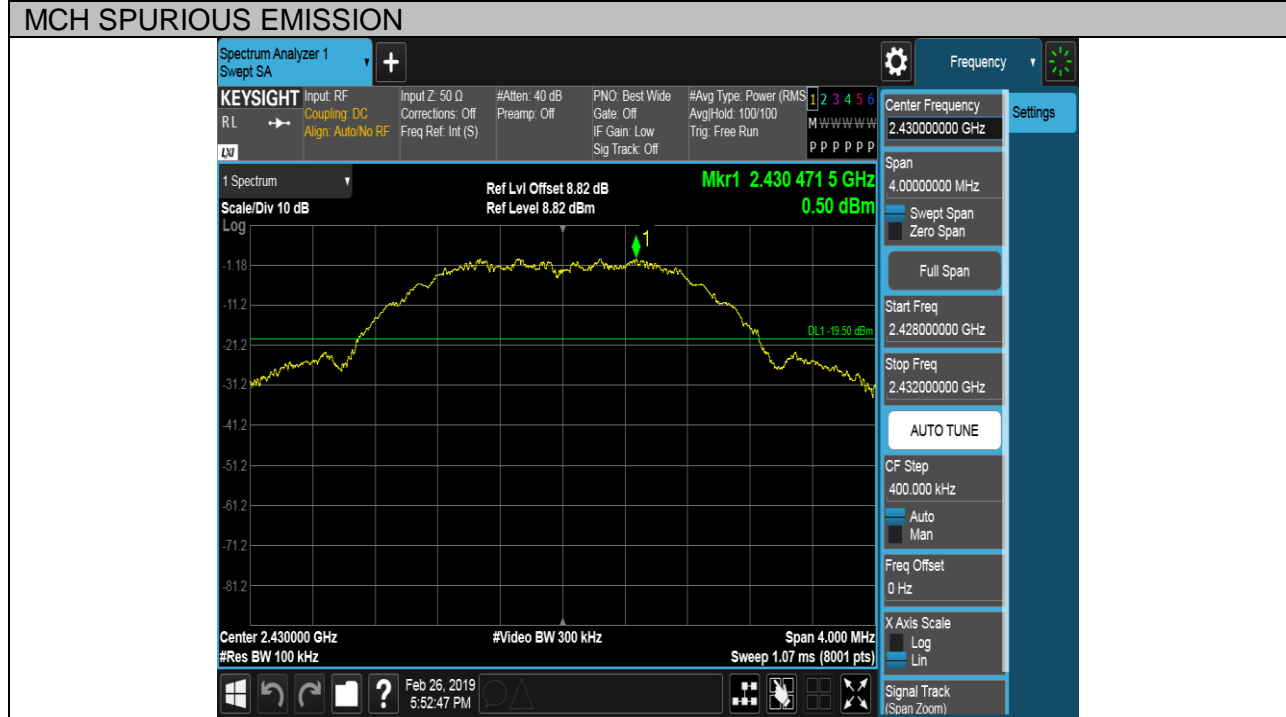 MCH SPURIOUS EMISSION
Spectrum Analyzer 1
Swept SA
+
Frequency
KEYSIGHT
RL
LXI
Input: RF
Coupling: DC
Align: Auto/No RF
Input Z: 50 Ω
Corrections: Off
Freq Ref: Int (S)
#Atten: 40 dB
Preamp: Off
PNO: Best Wide
Gate: Off
IF Gain: Low
Sig Track: Off
#Avg Type: Power (RMS
Avg|Hold: 100/100
Trig: Free Run
1 2 3 4 5 6
M W W W W W
P P P P P P
1 Spectrum
Scale/Div 10 dB
Log
Ref Lvl Offset 8.82 dB
Ref Level 8.82 dBm
Mkr1 2.430 471 5 GHz
0.50 dBm
1
-1.18
-11.2
DL1 -19.50 dBm
-21.2
-31.2
-41.2
-51.2
-61.2
-71.2
-81.2
Center 2.430000 GHz
#Res BW 100 kHz
#Video BW 300 kHz
Span 4.000 MHz
Sweep 1.07 ms (8001 pts)
?
Feb 26, 2019
5:52:47 PM
Center Frequency
2.430000000 GHz
Settings
Span
4.00000000 MHz
Swept Span
Zero Span
Full Span
Start Freq
2.428000000 GHz
Stop Freq
2.432000000 GHz
AUTO TUNE
CF Step
400.000 kHz
Auto
Man
Freq Offset
0 Hz
X Axis Scale
Log
Lin
Signal Track
(Span Zoom)